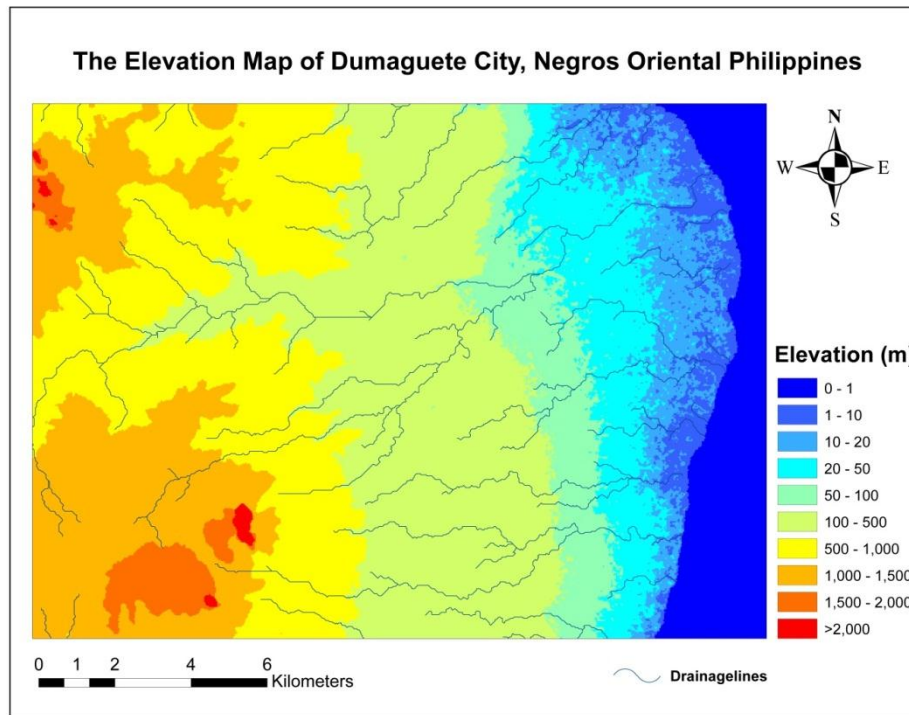 The Elevation Map of Dumaguete City, Negros Oriental Philippines
N
W E
S
Elevation (m)
0 - 1
1 - 10
10 - 20
20 - 50
50 - 100
100 - 500
500 - 1,000
1,000 - 1,500
1,500 - 2,000
>2,000
0 1 2 4 6
Kilometers
Drainagelines